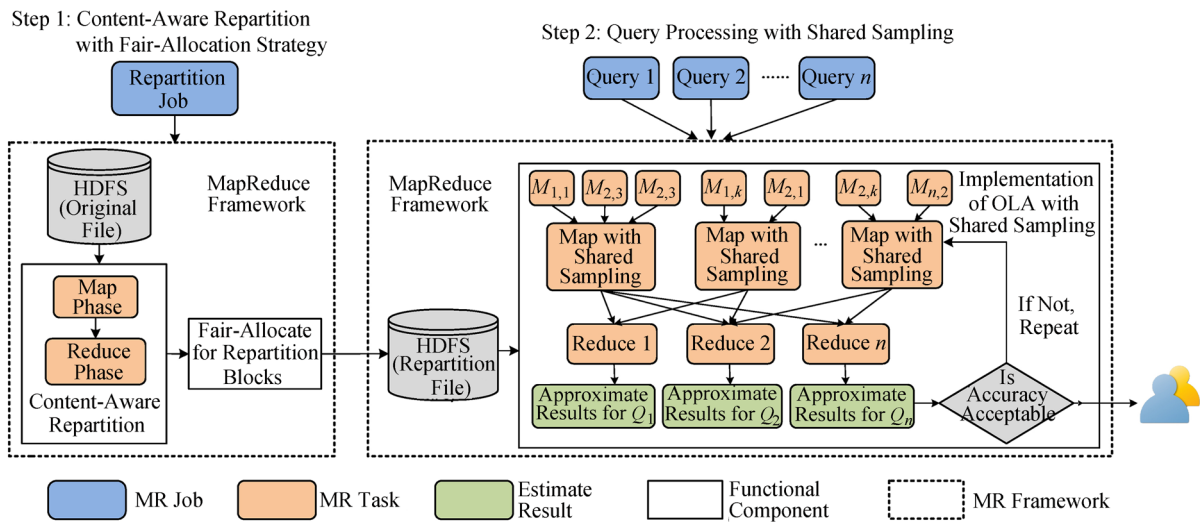 Step 1: Content-Aware Repartition
with Fair-Allocation Strategy
Repartition
Job
HDFS
(Original
File)
MapReduce
Framework
Map
Phase
Reduce
Phase
Content-Aware
Repartition
Fair-Allocate
for Repartition
Blocks
Step 2: Query Processing with Shared Sampling
Query 1
Query 2
......
Query n
MapReduce
Framework
HDFS
(Repartition
File)
M1,1
M2,3
M2,3
M1,k
M2,1
M2,k
Mn,2
Implementation
of OLA with
Shared Sampling
Map with
Shared
Sampling
Map with
Shared
Sampling
...
Map with
Shared
Sampling
If Not,
Repeat
Reduce 1
Reduce 2
Reduce n
Approximate
Results for Q1
Approximate
Results for Q2
Approximate
Results for Qn
Is
Accuracy
Acceptable
MR Job
MR Task
Estimate
Result
Functional
Component
MR Framework